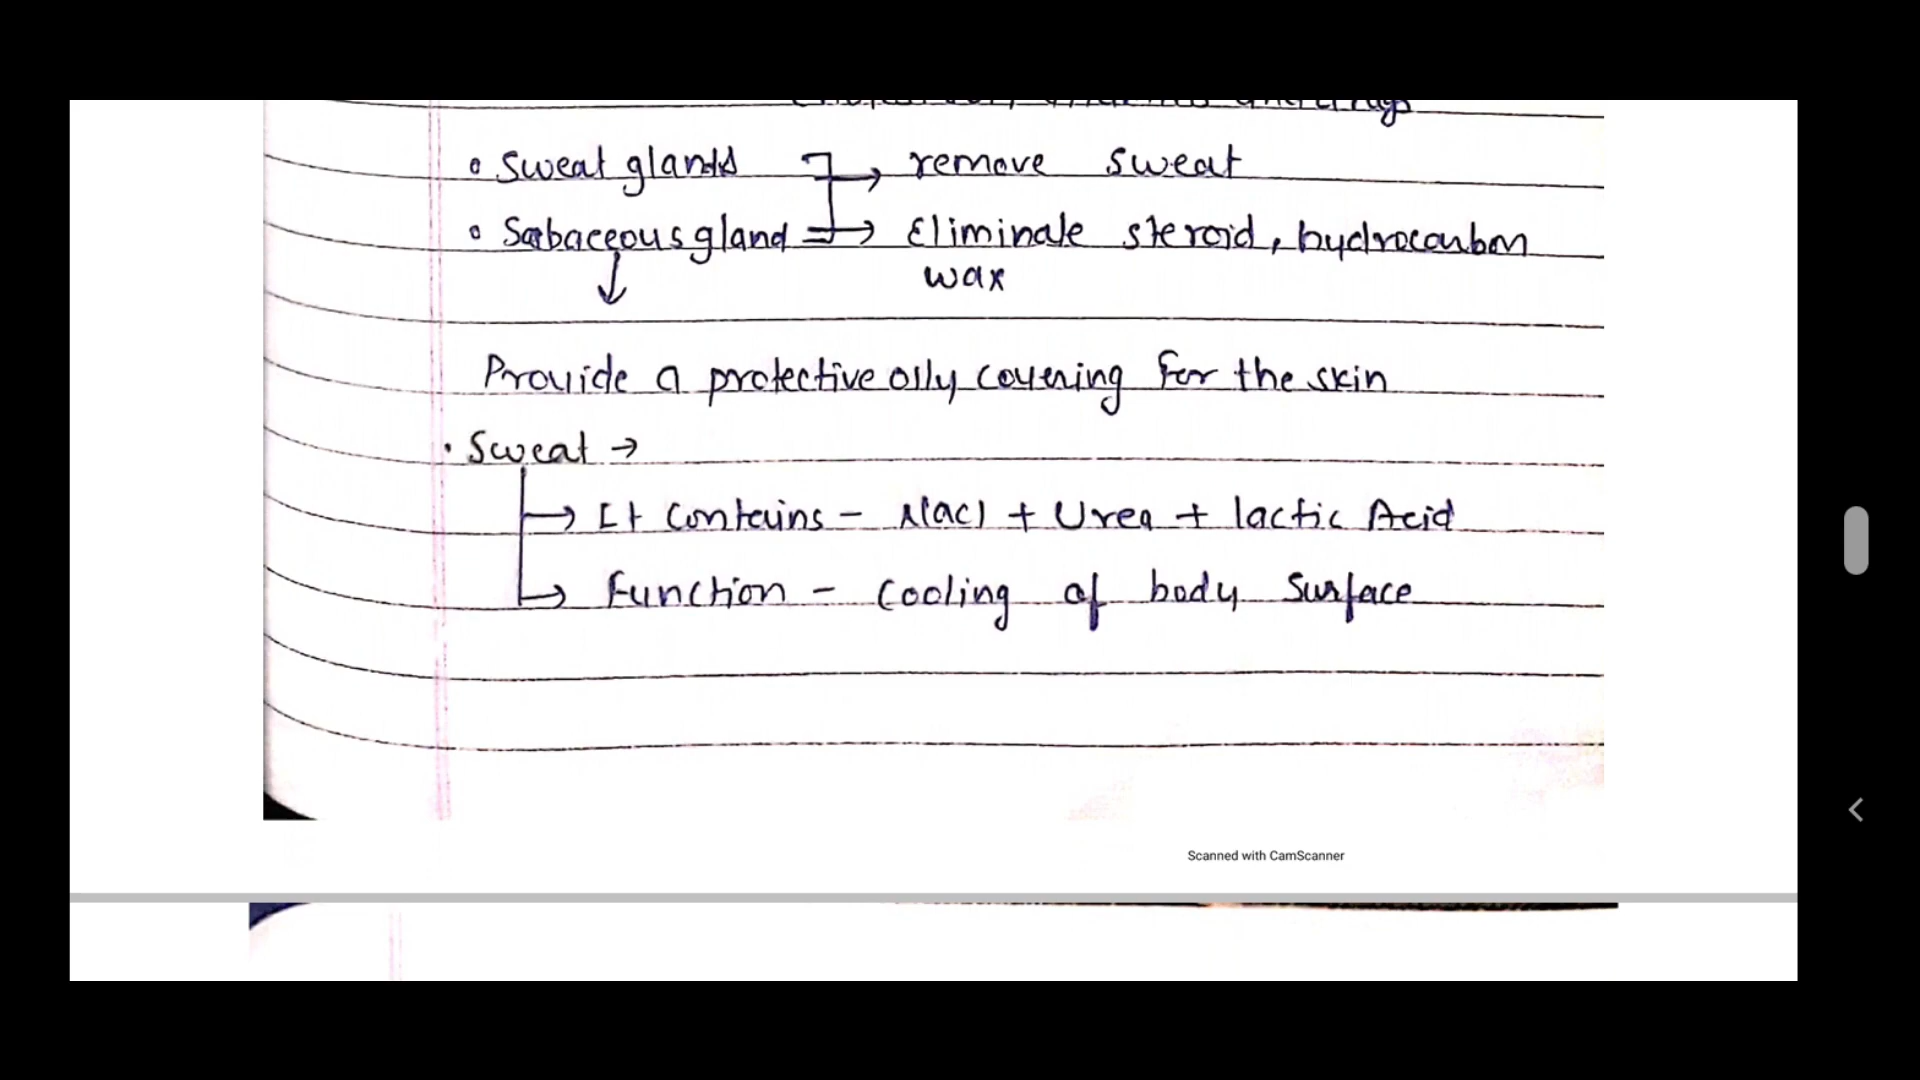 • Sweat glands → remove sweat
• Sabaceous gland ⇒ Eliminate steroid, hydrocarbon
wax
↓
Provide a protective oily covering for the skin
• Sweat →
→ It contains - Nacl + Urea + lactic Acid
→ Function - Cooling of body surface
Scanned with CamScanner